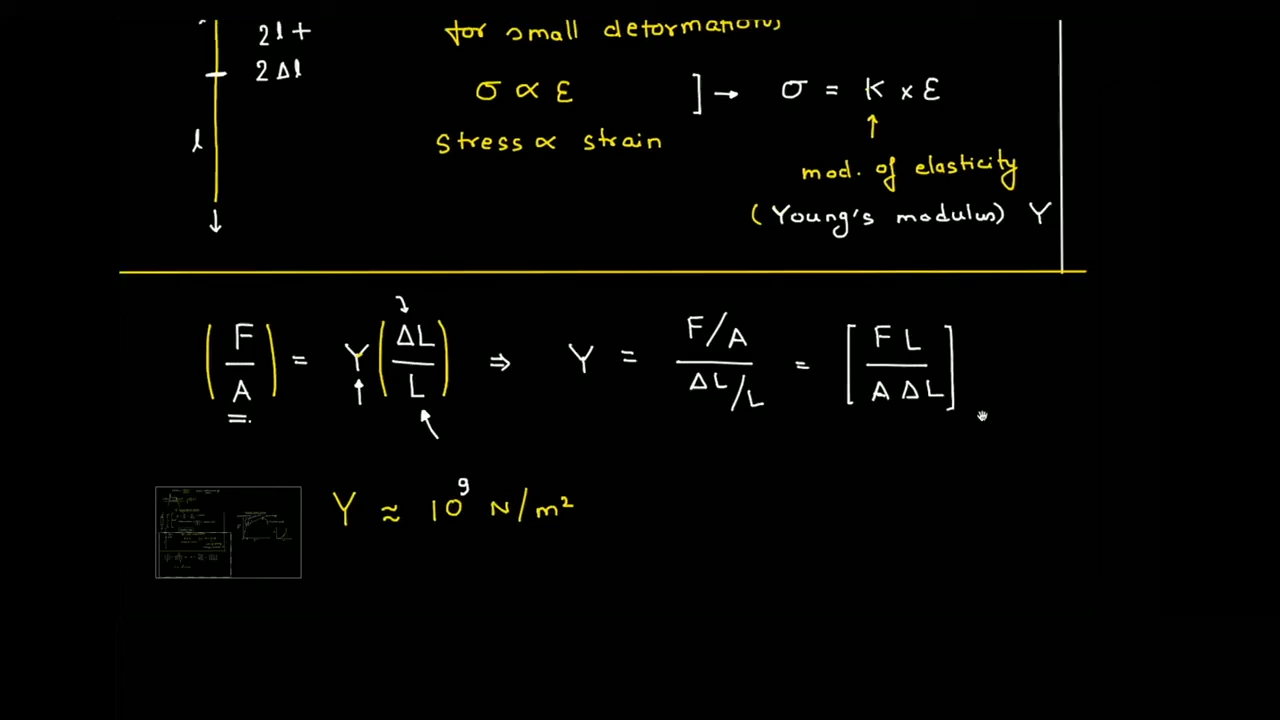 2l +
2Δl
l
for small deformations,
σ ∝ ε ] → σ = K × ε
stress ∝ strain
↑
mod. of elasticity
(Young's modulus) Y
(F/A) = Y (ΔL/L) ⇒ Y = (F/A)/(ΔL/L) = [FL/AΔL]
Y ≈ 10⁹ N/m²